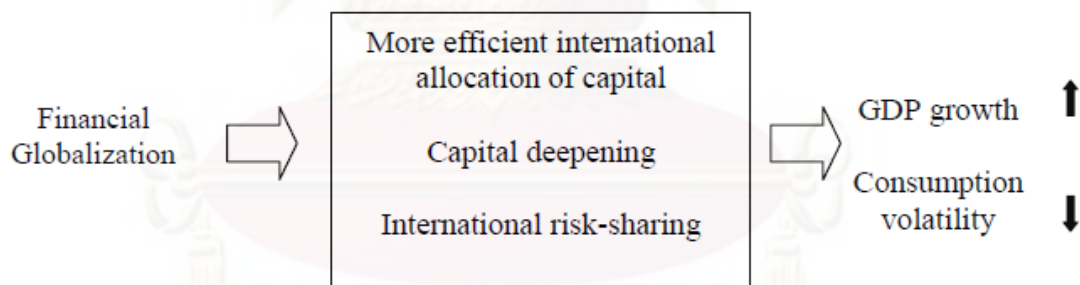 Financial
Globalization
More efficient international
allocation of capital
Capital deepening
International risk-sharing
GDP growth
Consumption
volatility